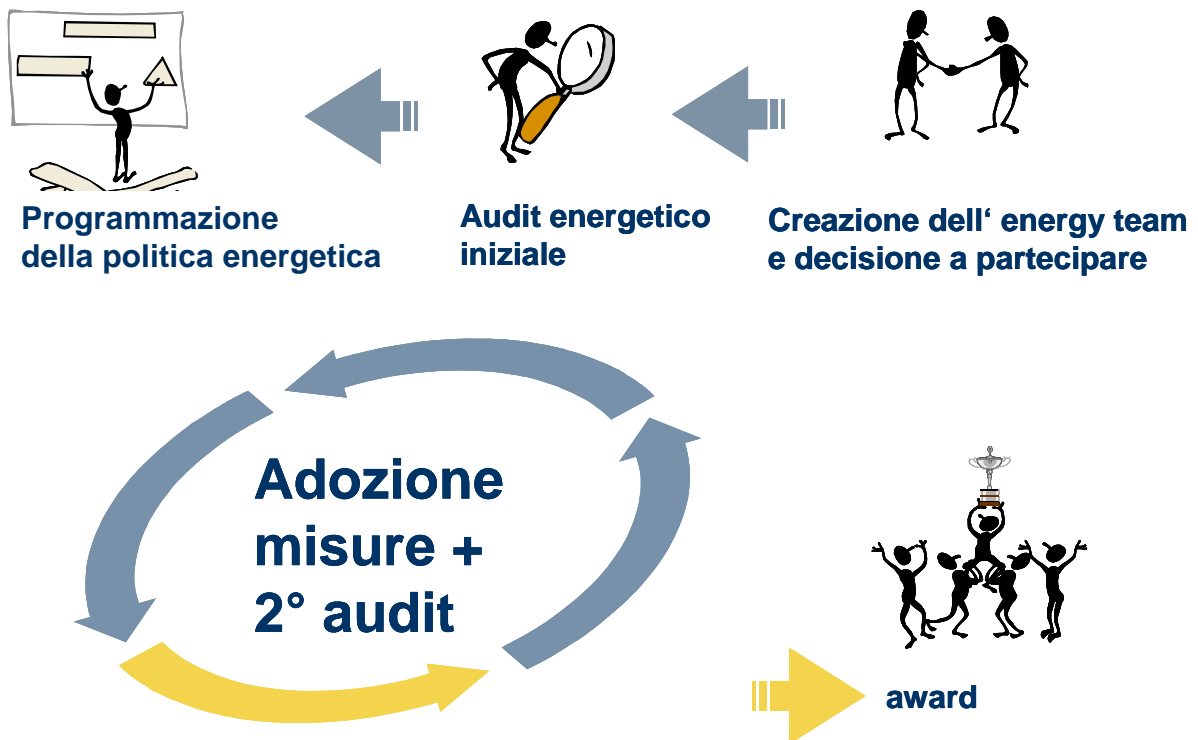 Programmazione
della politica energetica
Audit energetico
iniziale
Creazione dell‘ energy team
e decisione a partecipare
Adozione
misure +
2° audit
award